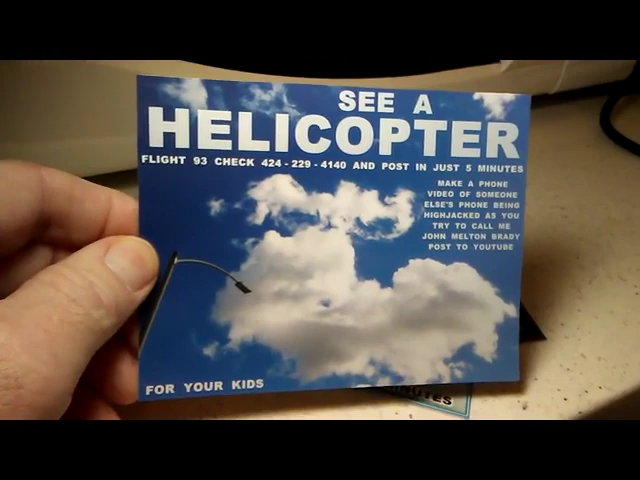 SEE A
HELICOPTER
FLIGHT 93 CHECK 424-229-4140 AND POST IN JUST 5 MINUTES
MAKE A PHONE
VIDEO OF SOMEONE
ELSE'S PHONE BEING
HIGHJACKED AS YOU
TRY TO CALL ME
JOHN MELTON BRADY
POST TO YOUTUBE
FOR YOUR KIDS